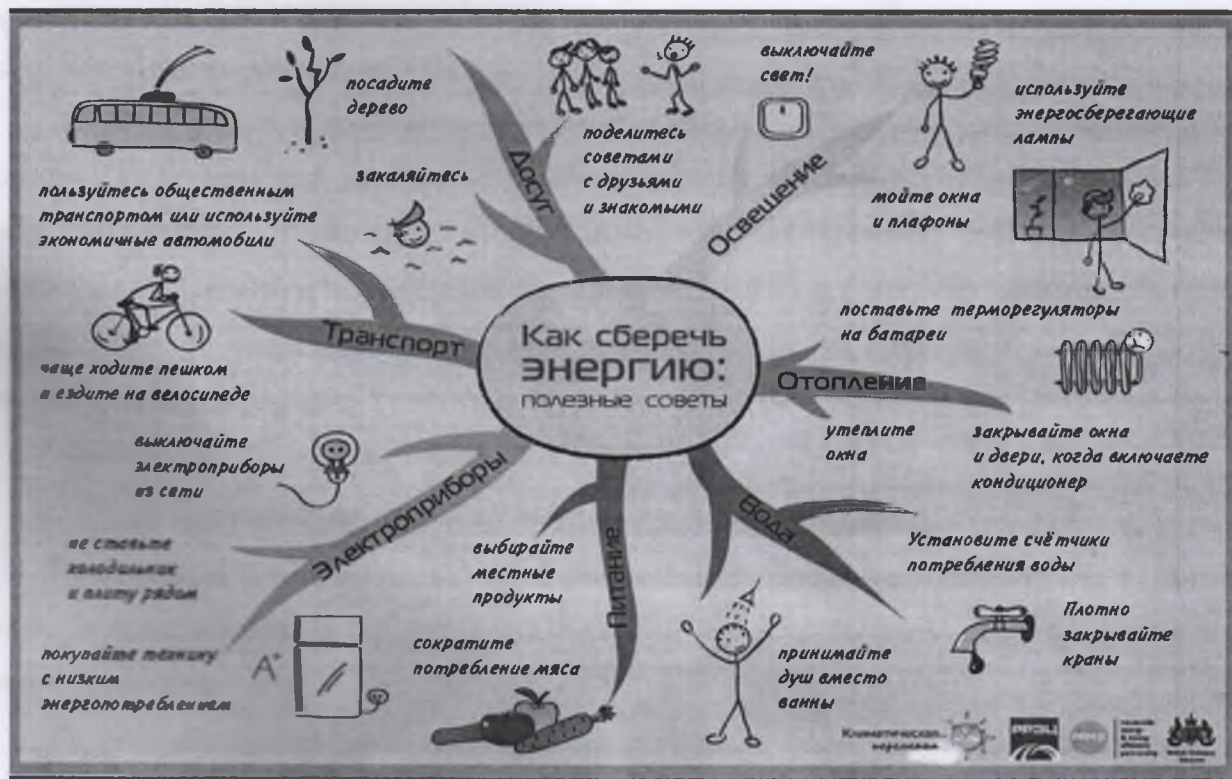 Как сберечь
энергию:
полезные советы
Досуг
посадите
дерево
закаляйтесь
поделитесь
советами
с друзьями
и знакомыми
Освещение
выключайте
свет!
используйте
энергосберегающие
лампы
мойте окна
и плафоны
Транспорт
пользуйтесь общественным
транспортом или используйте
экономичные автомобили
чаще ходите пешком
и ездите на велосипеде
Отопление
поставьте терморегуляторы
на батареи
утеплите
окна
закрывайте окна
и двери, когда включаете
кондиционер
Электроприборы
выключайте
электроприборы
из сети
не ставьте
холодильник
и плиту рядом
покупайте технику
с низким
энергопотреблением
A+
Питание
выбирайте
местные
продукты
сократите
потребление мяса
Вода
Установите счётчики
потребления воды
Плотно
закрывайте
краны
принимайте
душ вместо
ванны
Климатическая